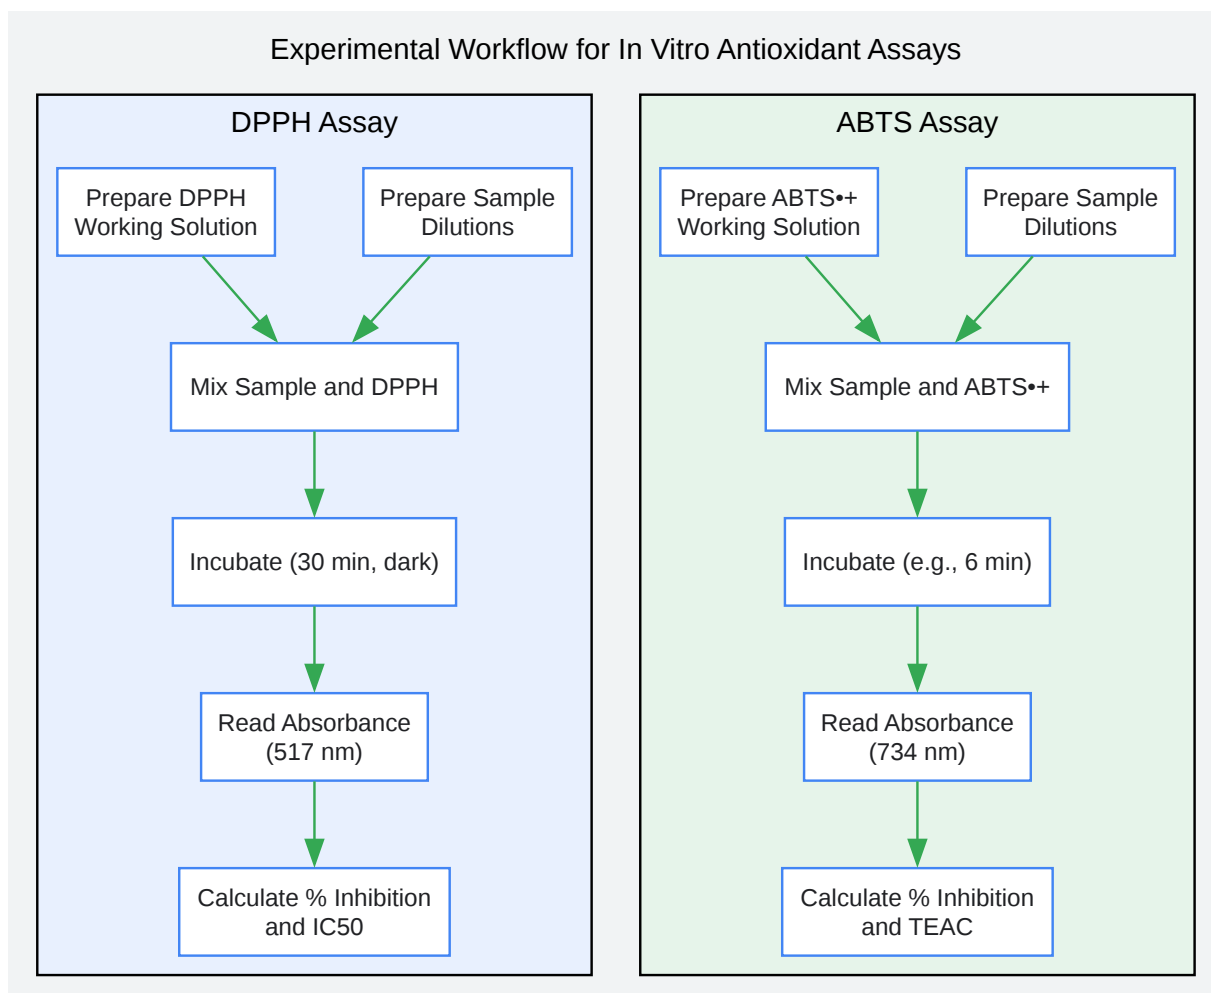 Experimental Workflow for In Vitro Antioxidant Assays
DPPH Assay
Prepare DPPH
Working Solution
Prepare Sample
Dilutions
Mix Sample and DPPH
Incubate (30 min, dark)
Read Absorbance
(517 nm)
Calculate % Inhibition
and IC50
ABTS Assay
Prepare ABTS•+
Working Solution
Prepare Sample
Dilutions
Mix Sample and ABTS•+
Incubate (e.g., 6 min)
Read Absorbance
(734 nm)
Calculate % Inhibition
and TEAC